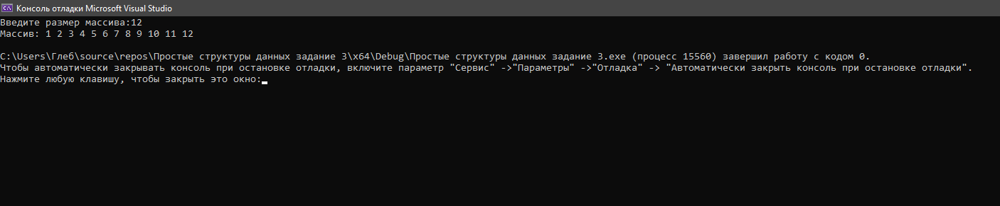 Консоль отладки Microsoft Visual Studio
Введите размер массива:12
Массив: 1 2 3 4 5 6 7 8 9 10 11 12
C:\Users\Глеб\source\repos\Простые структуры данных задание 3\x64\Debug\Простые структуры данных задание 3.exe (процесс 15560) завершил работу с кодом 0.
Чтобы автоматически закрывать консоль при остановке отладки, включите параметр "Сервис" ->"Параметры" ->"Отладка" -> "Автоматически закрыть консоль при остановке отладки".
Нажмите любую клавишу, чтобы закрыть это окно: